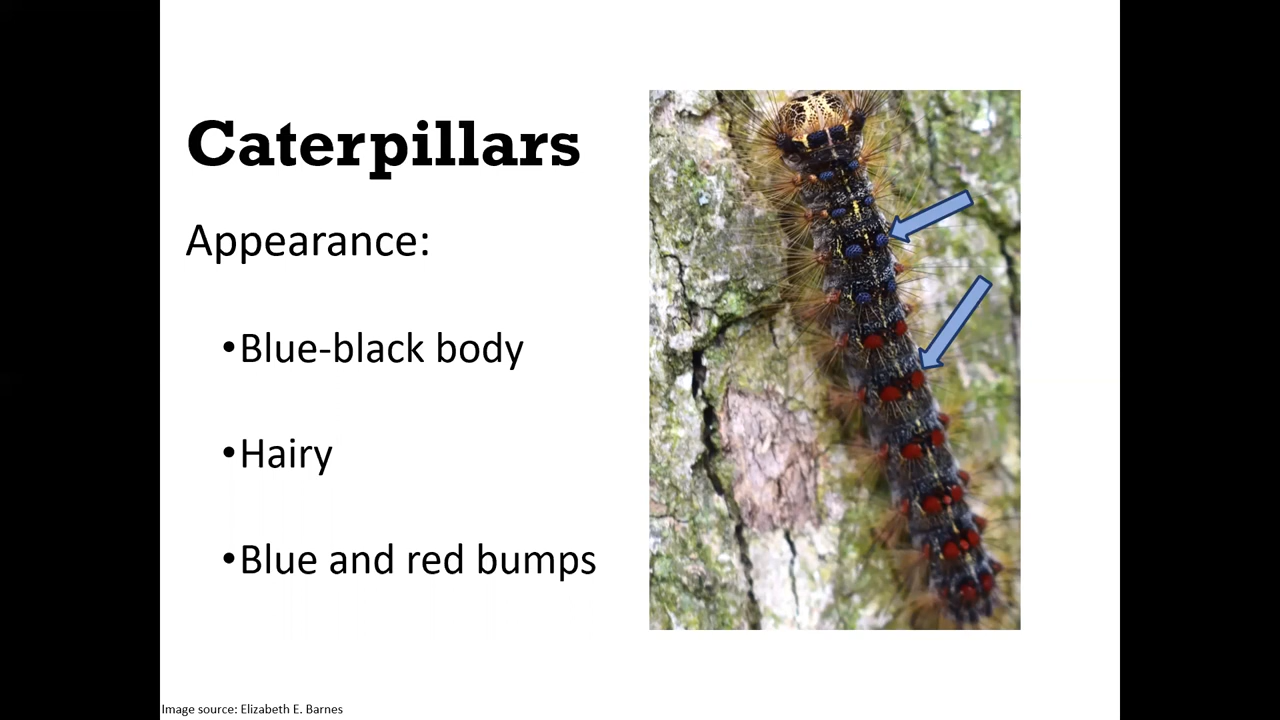 Caterpillars
Appearance:
•Blue-black body
•Hairy
•Blue and red bumps
Image source: Elizabeth E. Barnes